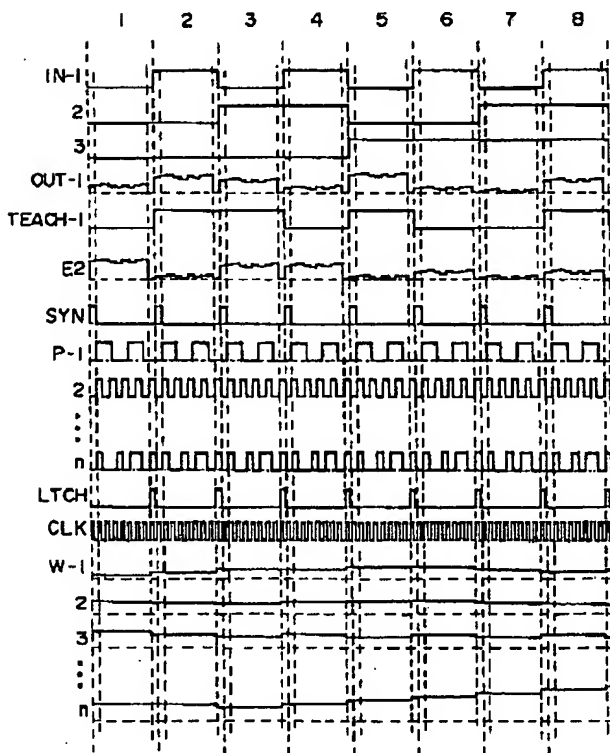 1 2 3 4 5 6 7 8
IN-1
2
3
OUT-1
TEACH-1
E2
SYN
P-1
2
n
LTCH
CLK
W-1
2
3
n